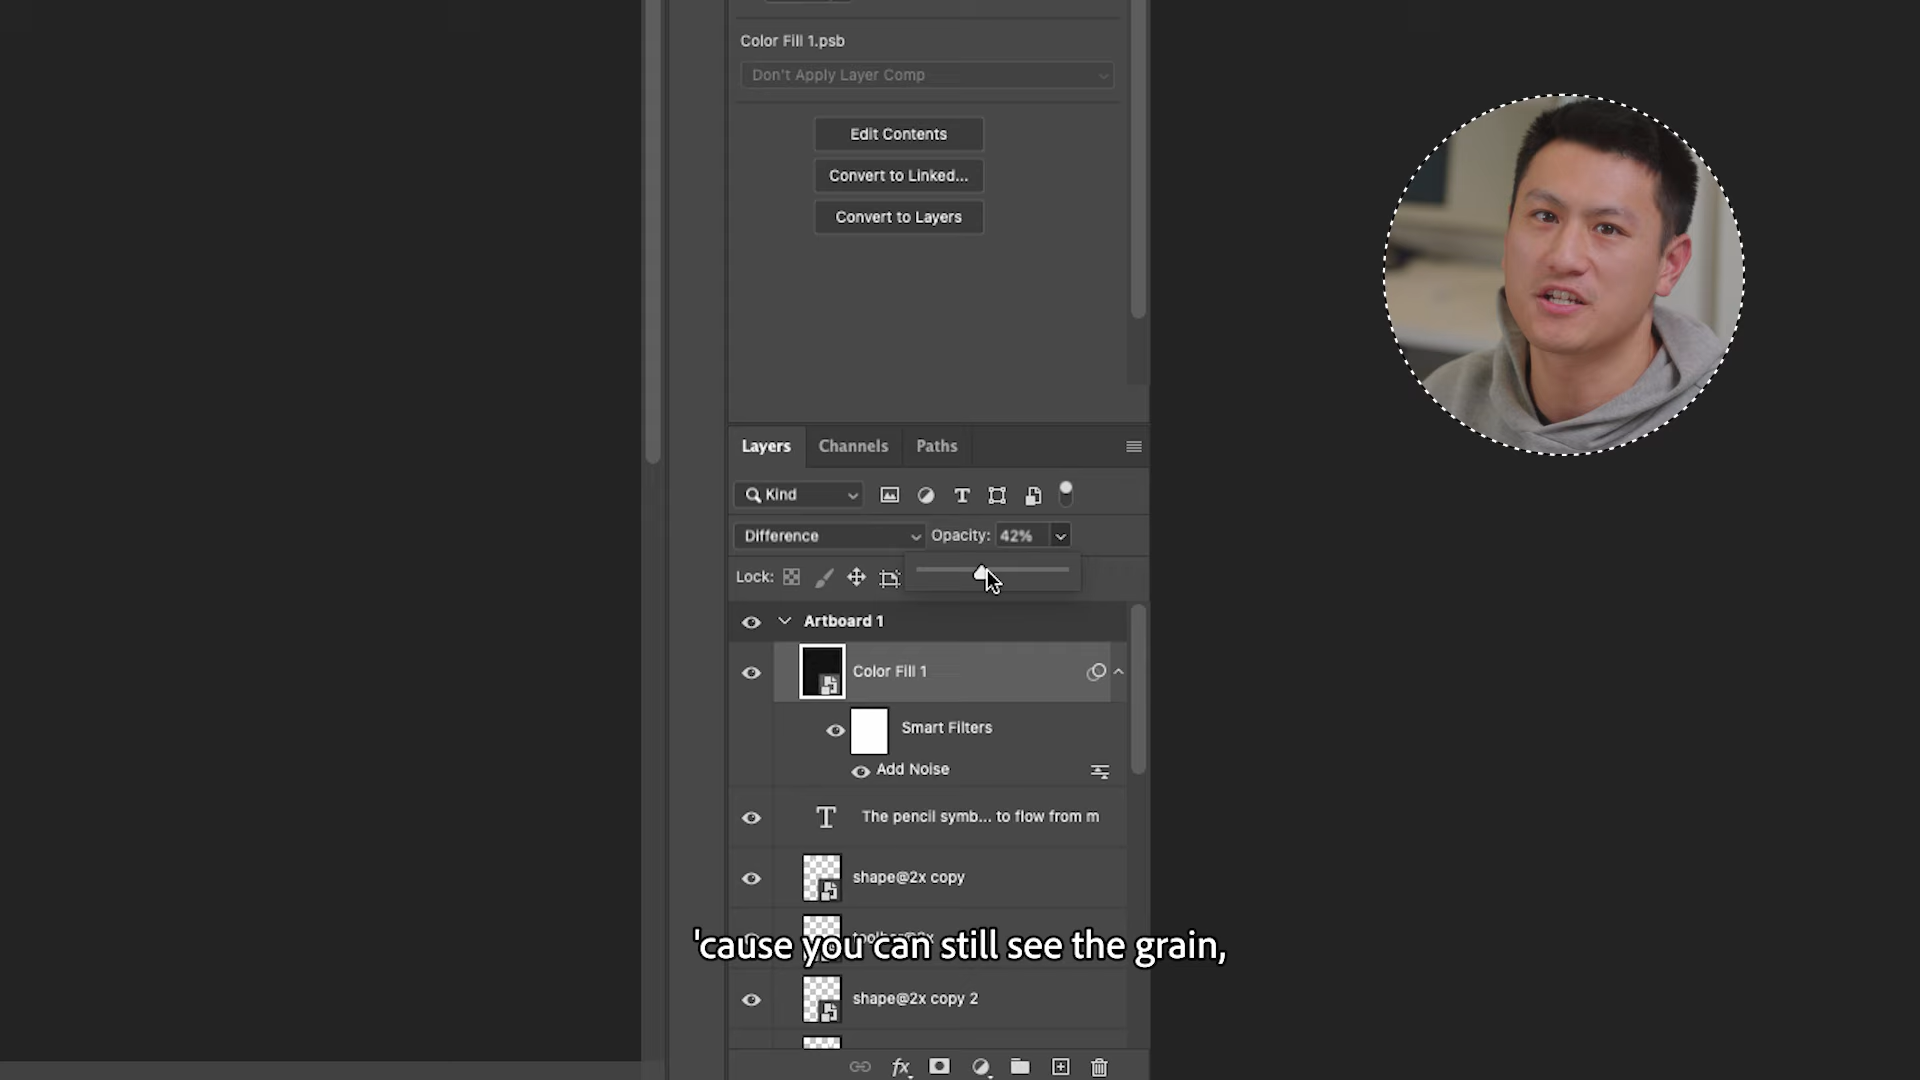 Color Fill 1.psb
Don't Apply Layer Comp
Edit Contents
Convert to Linked...
Convert to Layers
Layers Channels Paths
Kind
Difference Opacity: 42%
Lock:
Artboard 1
Color Fill 1
Smart Filters
Add Noise
The pencil symb... to flow from m
shape@2x copy
'cause you can still see the grain,
shape@2x copy 2
fx